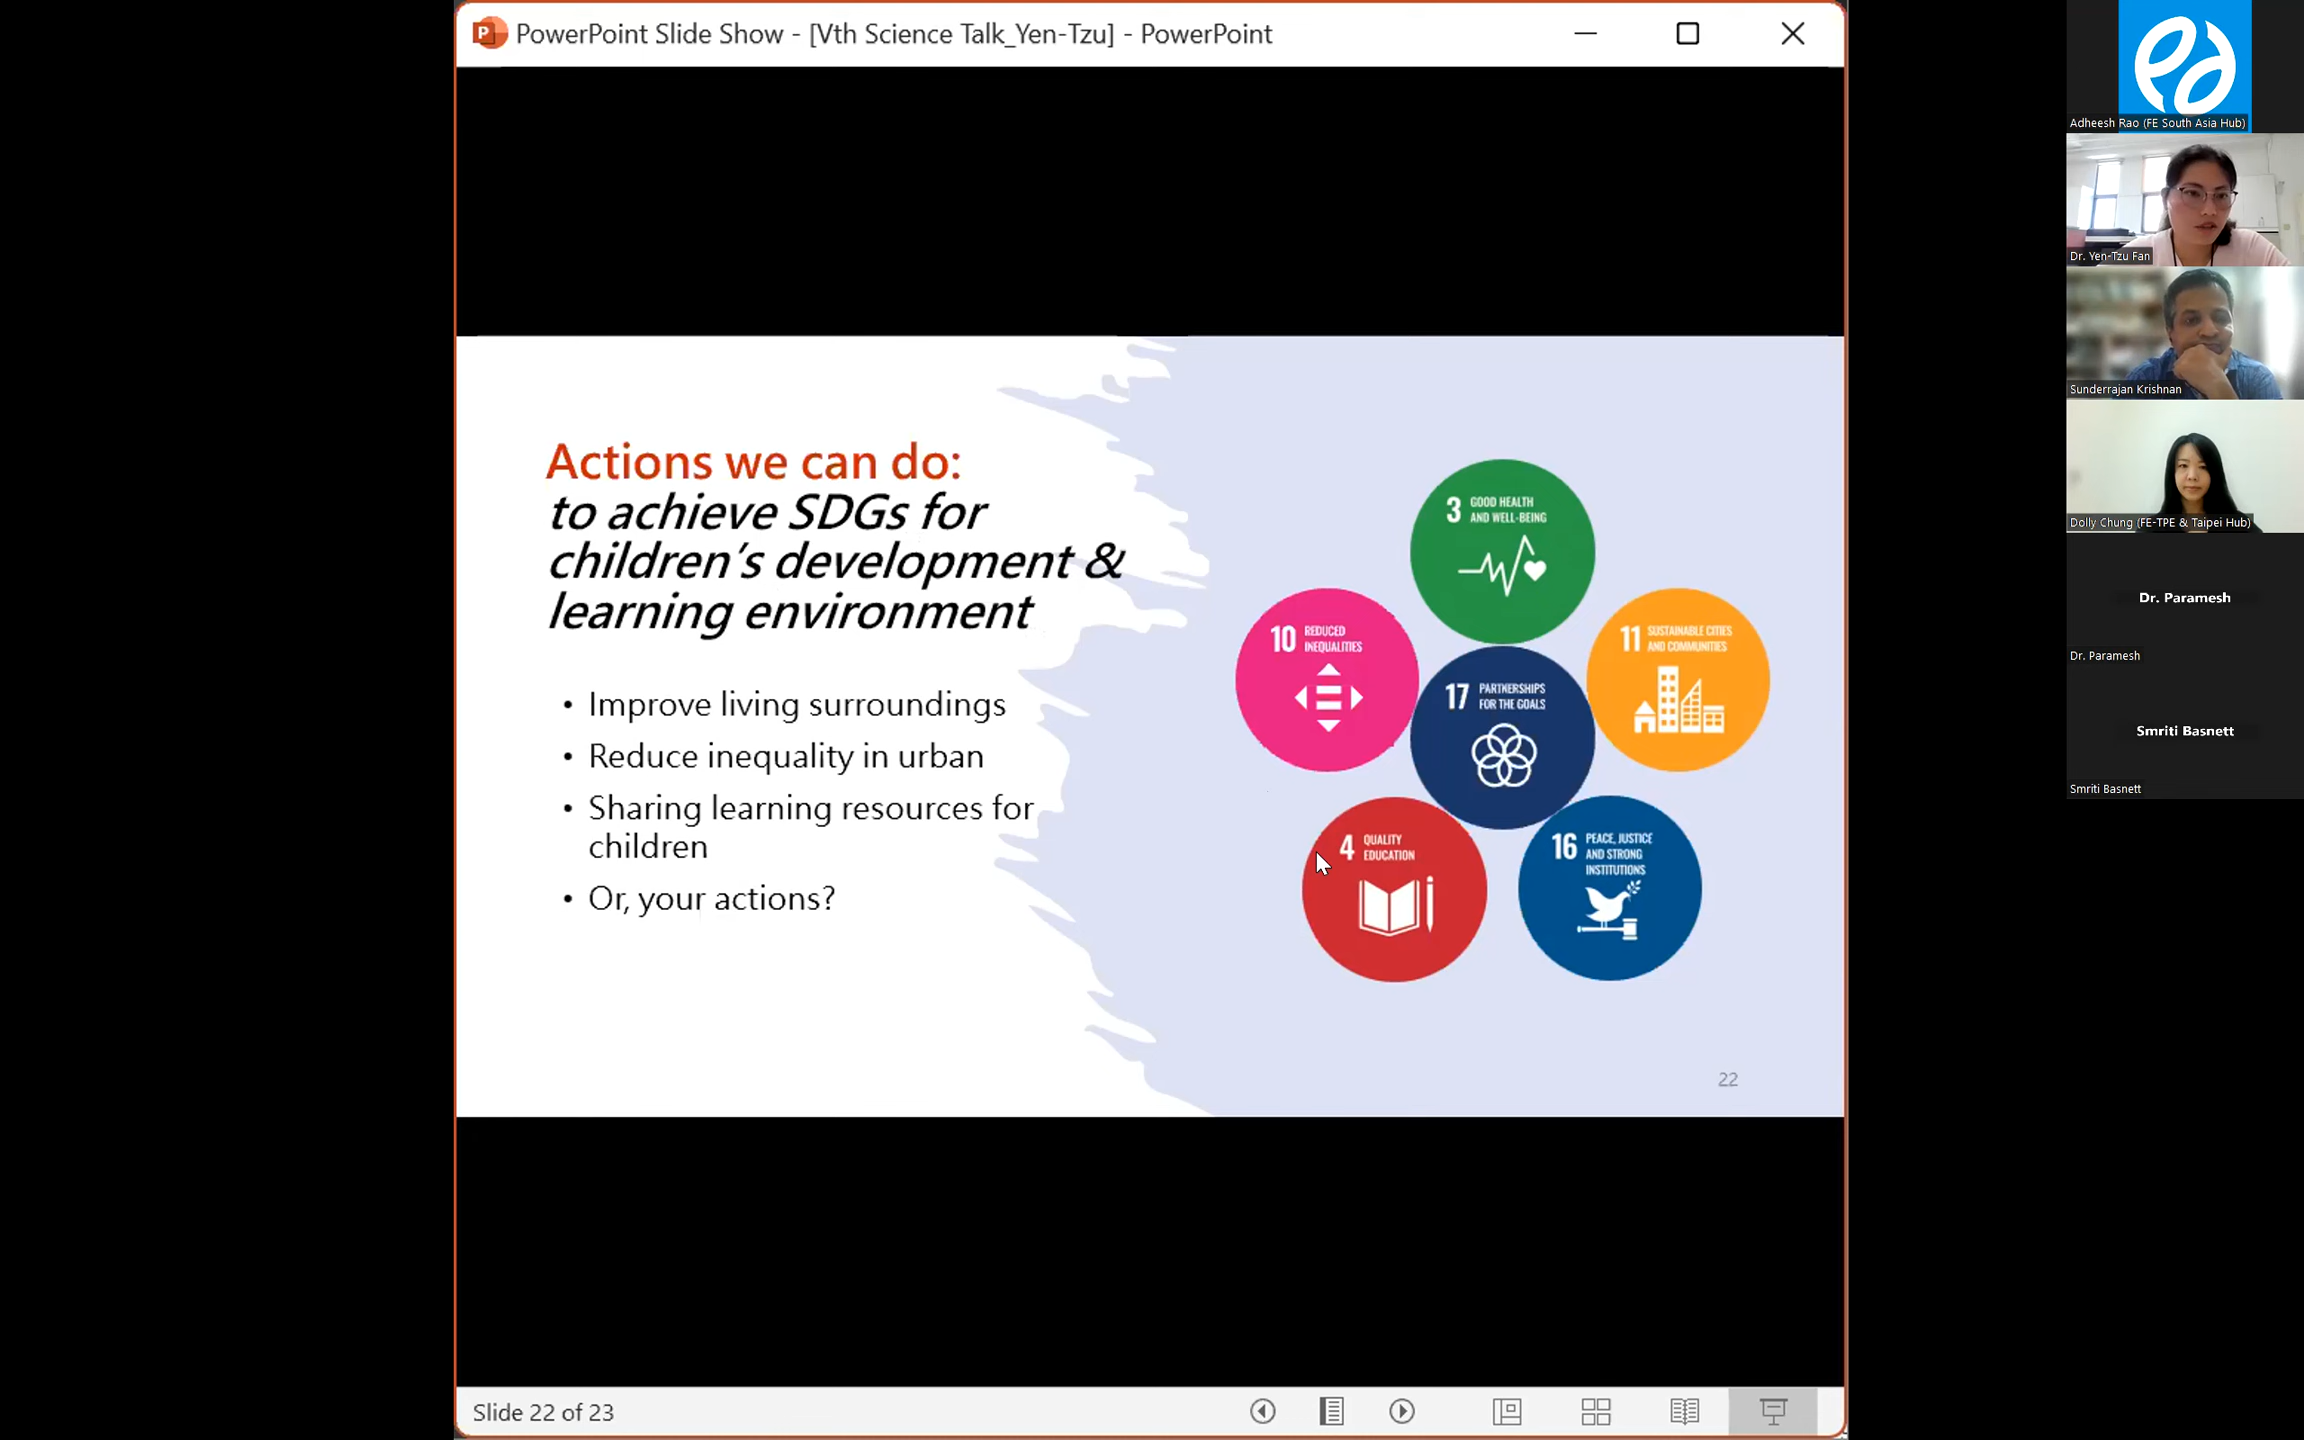 PowerPoint Slide Show - [Vth Science Talk_Yen-Tzu] - PowerPoint
Actions we can do:
to achieve SDGs for
children's development &
learning environment
• Improve living surroundings
• Reduce inequality in urban
• Sharing learning resources for
children
• Or, your actions?
3 GOOD HEALTH
AND WELL-BEING
10 REDUCED
INEQUALITIES
11 SUSTAINABLE CITIES
AND COMMUNITIES
17 PARTNERSHIPS
FOR THE GOALS
4 QUALITY
EDUCATION
16 PEACE, JUSTICE
AND STRONG
INSTITUTIONS
22
Slide 22 of 23
Adheesh Rao (FE South Asia Hub)
Dr. Yen-Tzu Fan
Sunderrajan Krishnan
Dolly Chung (FE-TPE & Taipei Hub)
Dr. Paramesh
Dr. Paramesh
Smriti Basnett
Smriti Basnett